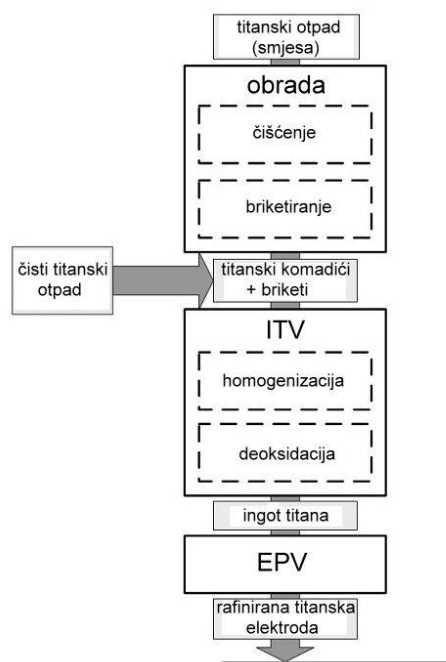 titanski otpad
(smjesa)
obrada
čišćenje
briketiranje
čisti titanski
otpad
titanski komadići
+ briketi
ITV
homogenizacija
deoksidacija
ingot titana
EPV
rafinirana titanska
elektroda